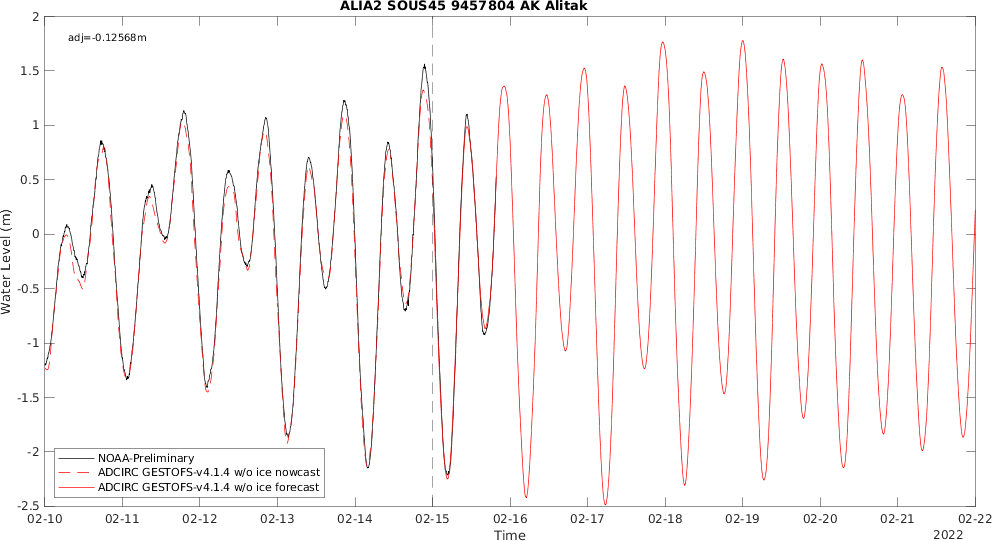 ALIA2 SOUS45 9457804 AK Alitak
adj=-0.12568m
2
1.5
1
0.5
0
-0.5
-1
-1.5
-2
-2.5
Water Level (m)
NOAA-Preliminary
ADCIRC GESTOFS-v4.1.4 w/o ice nowcast
ADCIRC GESTOFS-v4.1.4 w/o ice forecast
02-10 02-11 02-12 02-13 02-14 02-15 02-16 02-17 02-18 02-19 02-20 02-21 02-22
Time
2022